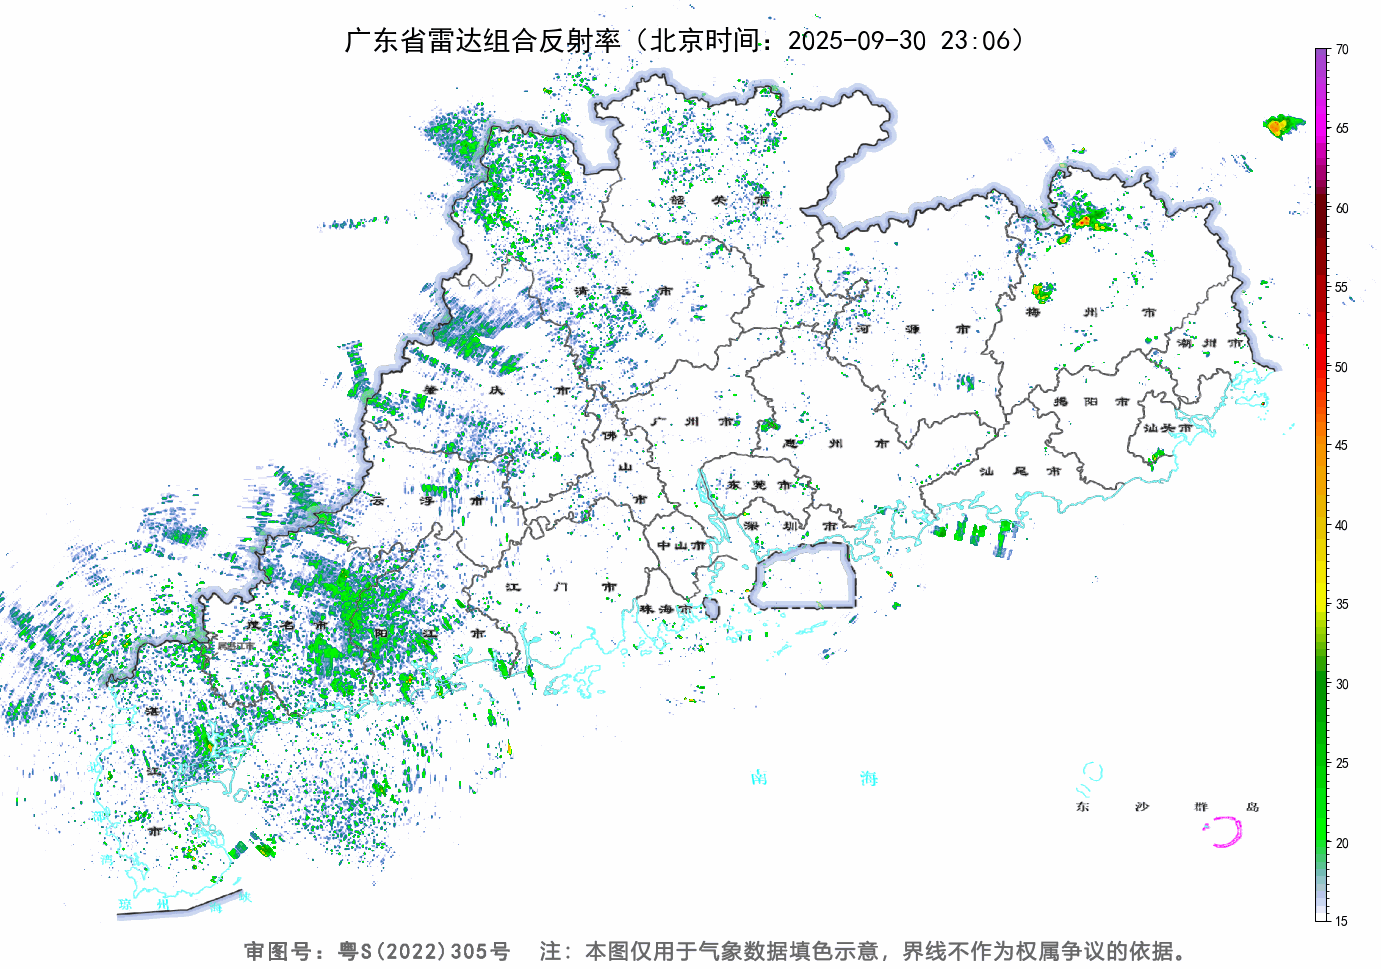 广东省雷达组合反射率（北京时间：2025-09-30 23:06）
70
65
60
55
50
45
40
35
30
25
20
15
韶关市
清远市
河源市
梅州市
潮州市
肇庆市
广州市
揭阳市
汕头市
佛山市
惠州市
汕尾市
云浮市
东莞市
深圳市
中山市
江门市
珠海市
茂名市
阳江市
湛江市
南海
东沙群岛
琼州海峡
审图号：粤S(2022)305号 注：本图仅用于气象数据填色示意，界线不作为权属争议的依据。